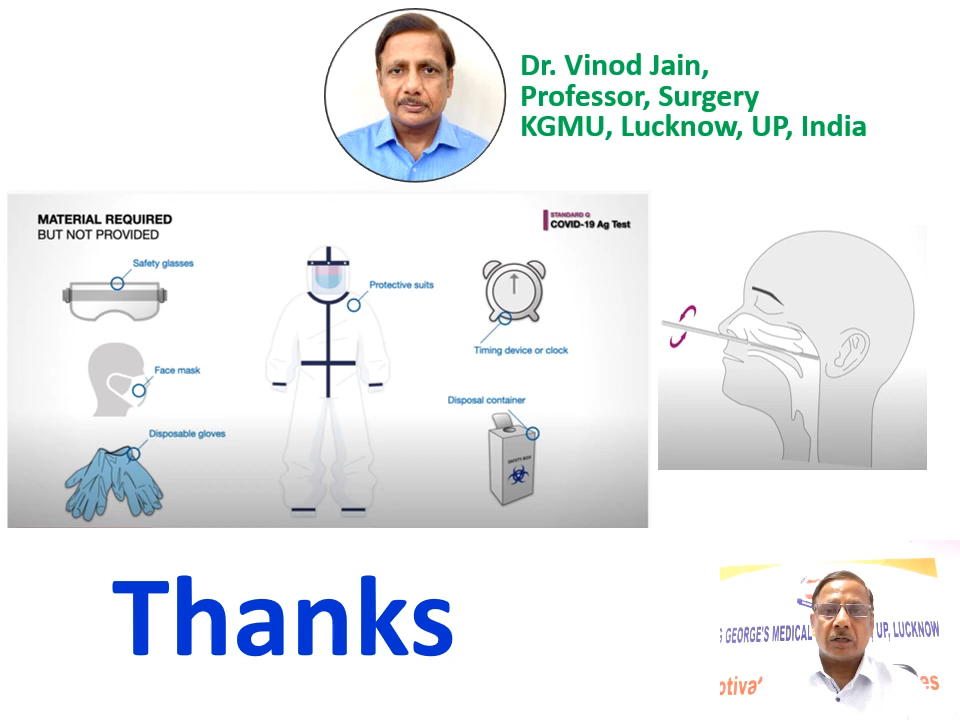 Dr. Vinod Jain,
Professor, Surgery
KGMU, Lucknow, UP, India
MATERIAL REQUIRED
BUT NOT PROVIDED
STANDARD Q
COVID-19 Ag Test
Safety glasses
Protective suits
Timing device or clock
Face mask
Disposal container
Disposable gloves
SAFETY BOX
Thanks
GEORGE'S MEDICAL UP, LUCKNOW